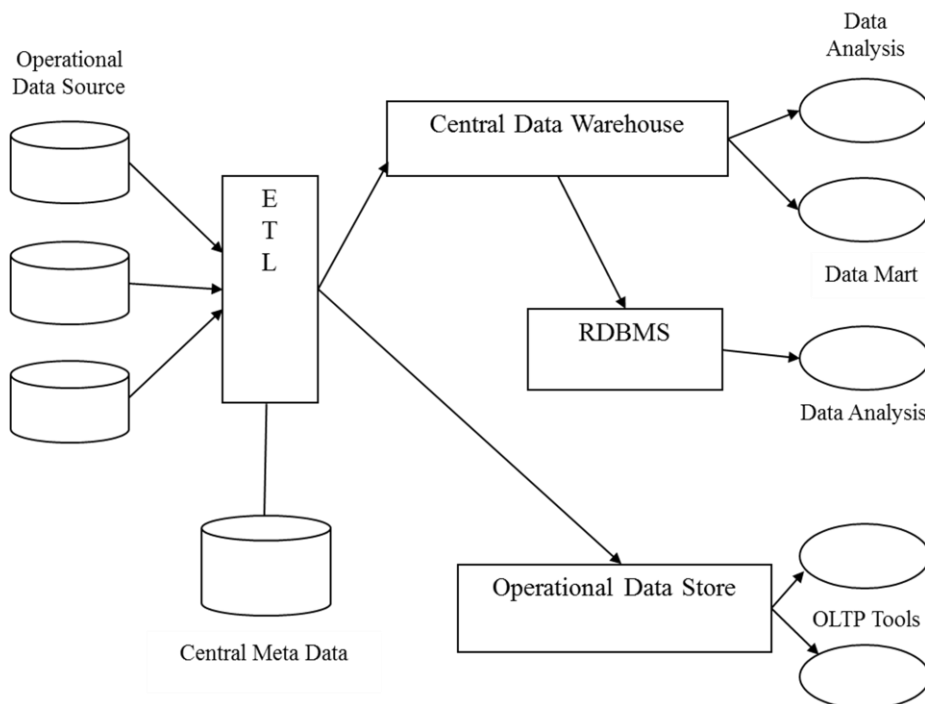 Operational
Data Source
Data
Analysis
Central Data Warehouse
E
T
L
Data Mart
RDBMS
Data Analysis
Operational Data Store
OLTP Tools
Central Meta Data